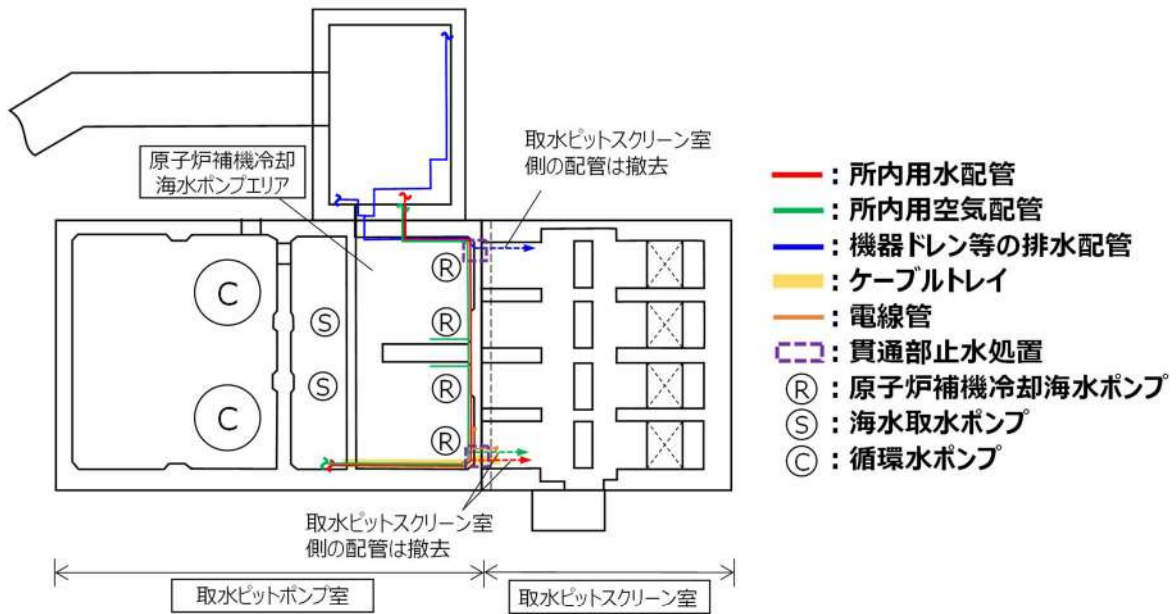 取水ピットスクリーン室
側の配管は撤去
原子炉補機冷却
海水ポンプエリア
C
C
S
S
R
R
R
R
取水ピットスクリーン室
側の配管は撤去
取水ピットポンプ室
取水ピットスクリーン室
：所内用水配管
：所内用空気配管
：機器ドレン等の排水配管
：ケーブルトレイ
：電線管
：貫通部止水処置
R：原子炉補機冷却海水ポンプ
S：海水取水ポンプ
C：循環水ポンプ